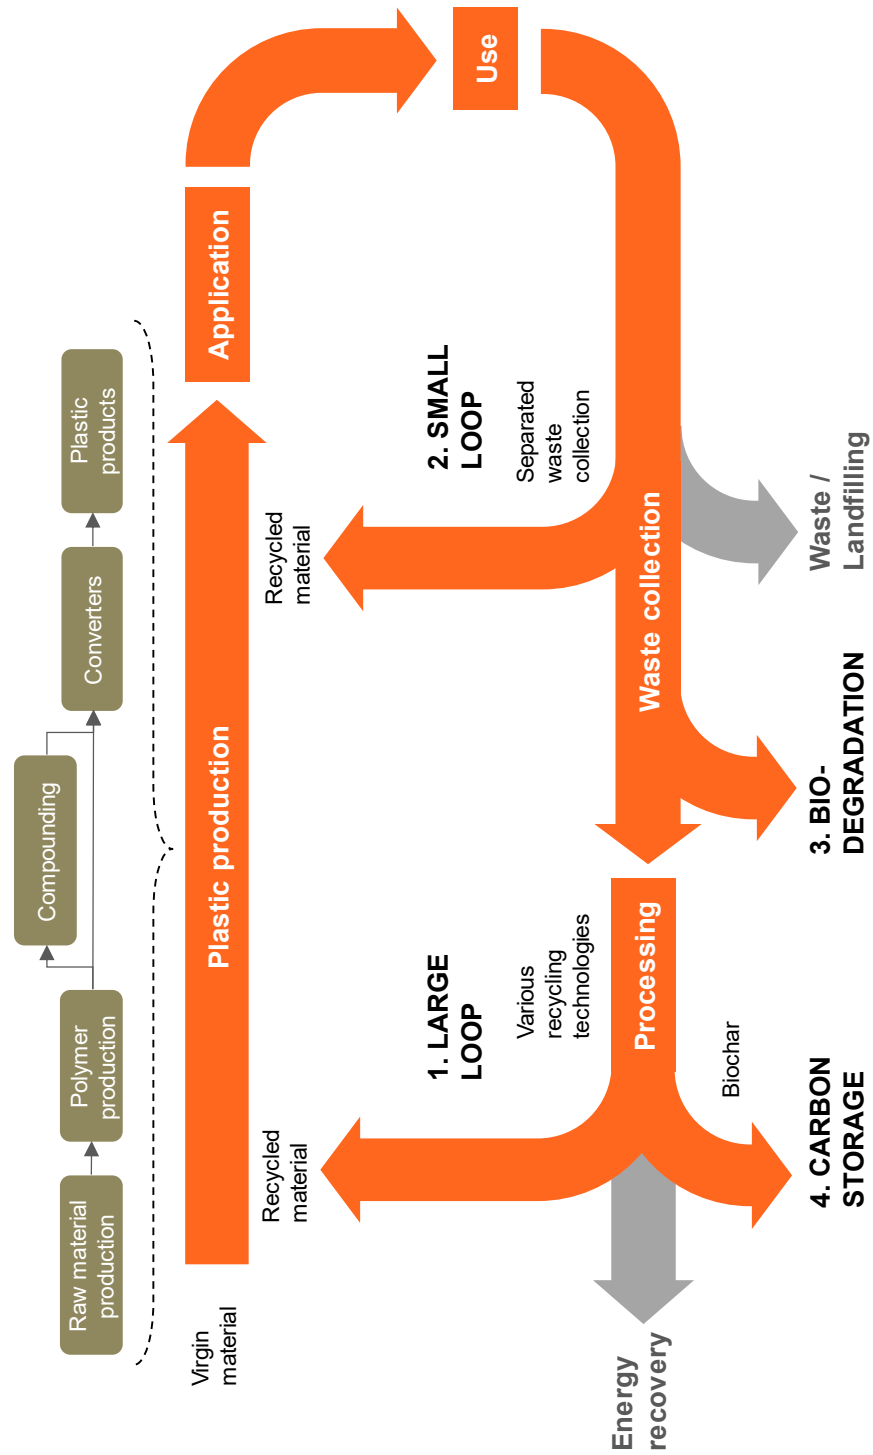 Raw material
production
Polymer
production
Compounding
Converters
Plastic
products
Virgin
material
Plastic production
Application
Use
Recycled
material
Recycled
material
1. LARGE
LOOP
Various
recycling
technologies
2. SMALL
LOOP
Separated
waste
collection
Energy
recovery
Processing
Waste collection
Biochar
4. CARBON
STORAGE
3. BIO-
DEGRADATION
Waste /
Landfilling